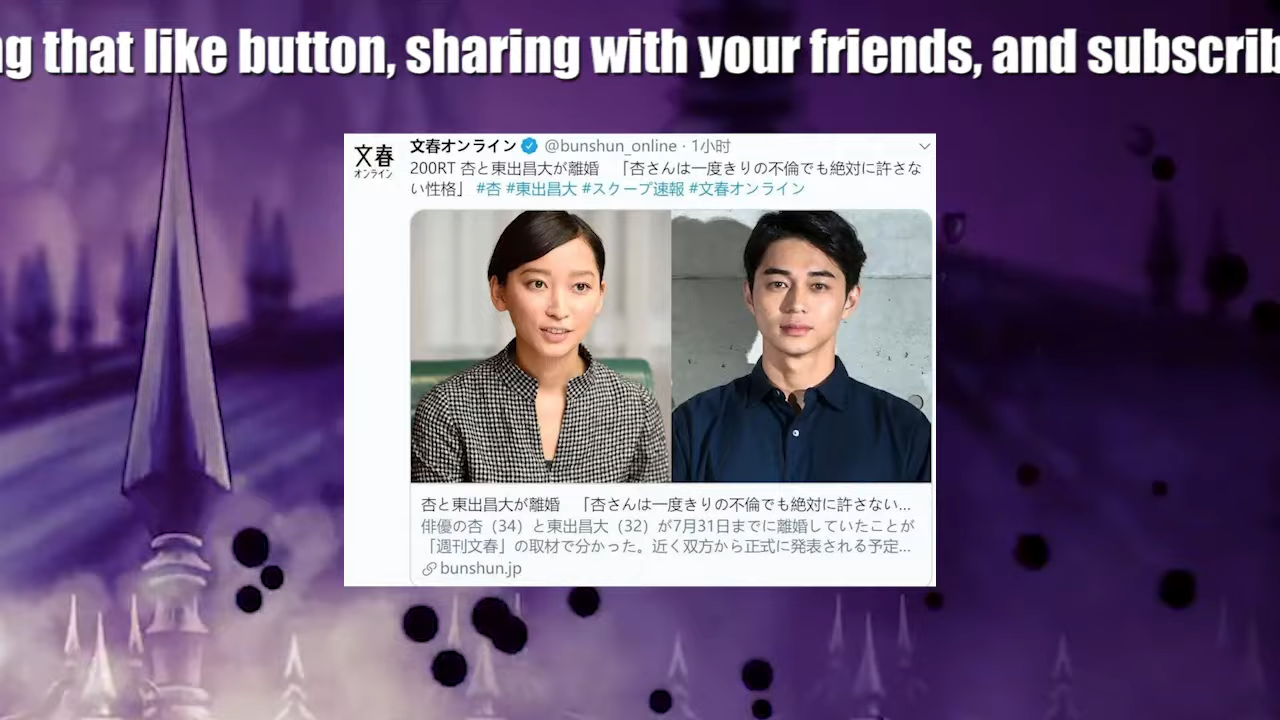 ng that like button, sharing with your friends, and subscrib
文春
オンライン
文春オンライン @bunshun_online · 1小时
200RT 杏と東出昌大が離婚 「杏さんは一度きりの不倫でも絶対に許さな
い性格」 #杏 #東出昌大 #スクープ速報 #文春オンライン
杏と東出昌大が離婚 「杏さんは一度きりの不倫でも絶対に許さない...
俳優の杏（34）と東出昌大（32）が7月31日までに離婚していたことが
「週刊文春」の取材で分かった。近く双方から正式に発表される予定...
bunshun.jp